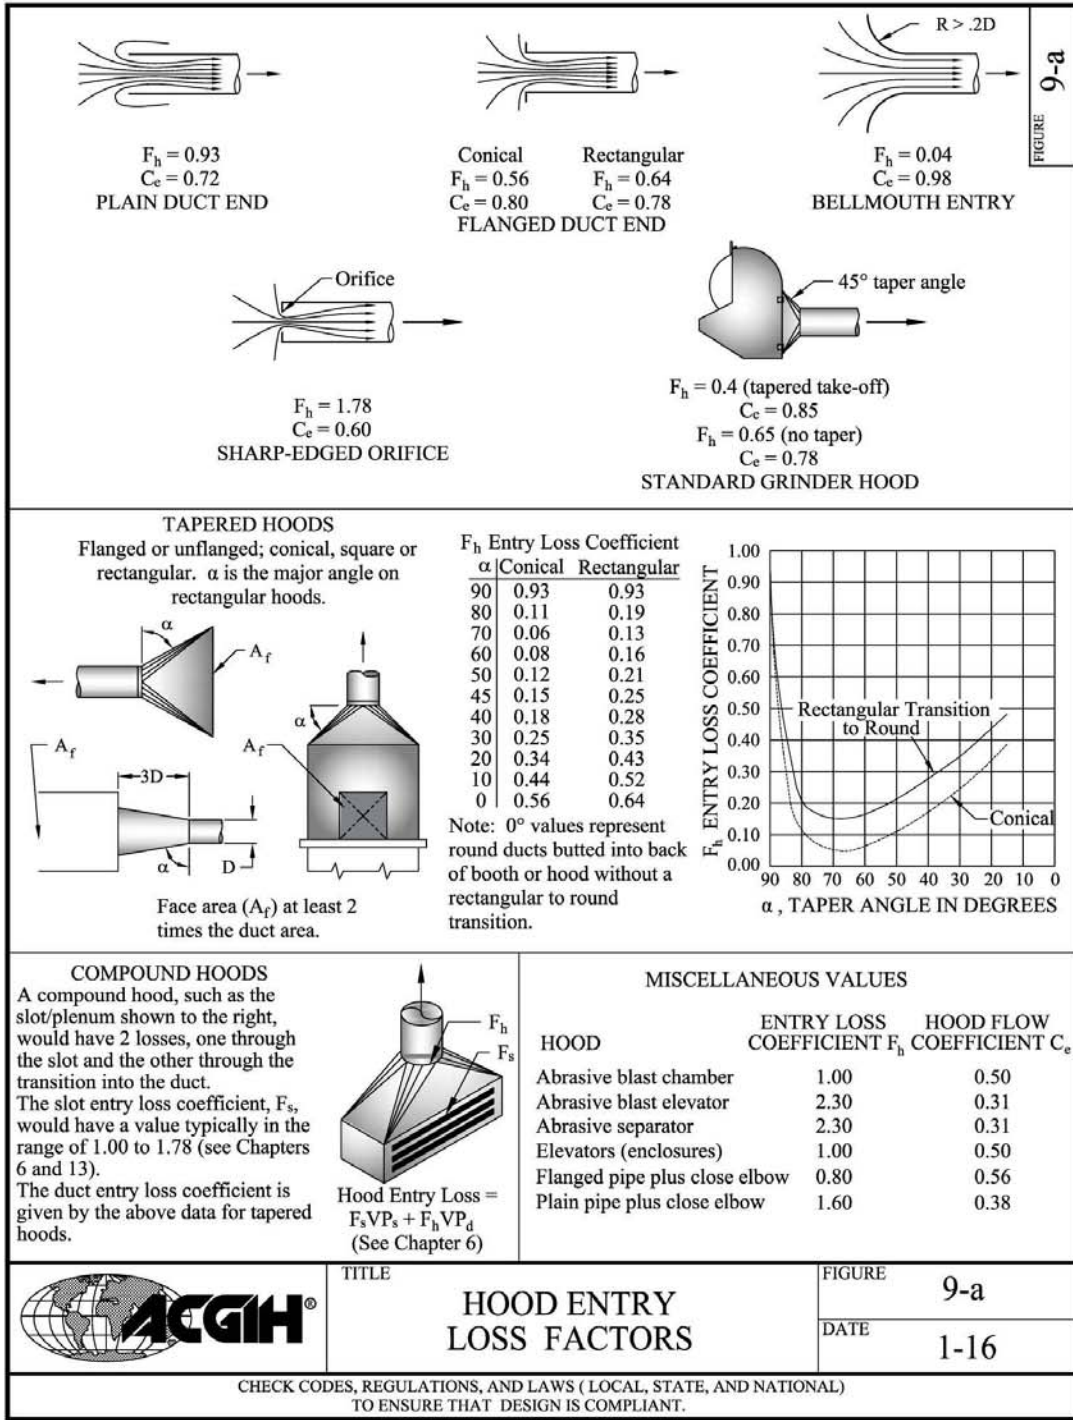 R > .2D
FIGURE 9-a
Fh = 0.93
Ce = 0.72
PLAIN DUCT END
Conical Rectangular
Fh = 0.56 Fh = 0.64
Ce = 0.80 Ce = 0.78
FLANGED DUCT END
Fh = 0.04
Ce = 0.98
BELLMOUTH ENTRY
Orifice
Fh = 1.78
Ce = 0.60
SHARP-EDGED ORIFICE
45° taper angle
Fh = 0.4 (tapered take-off)
Ce = 0.85
Fh = 0.65 (no taper)
Ce = 0.78
STANDARD GRINDER HOOD
TAPERED HOODS
Flanged or unflanged; conical, square or
rectangular. α is the major angle on
rectangular hoods.
α
Af
α
Af
Af
3D
α
D
Face area (Af) at least 2
times the duct area.
Fh Entry Loss Coefficient
α Conical Rectangular
90 0.93 0.93
80 0.11 0.19
70 0.06 0.13
60 0.08 0.16
50 0.12 0.21
45 0.15 0.25
40 0.18 0.28
30 0.25 0.35
20 0.34 0.43
10 0.44 0.52
0 0.56 0.64
Note: 0° values represent
round ducts butted into back
of booth or hood without a
rectangular to round
transition.
Fh ENTRY LOSS COEFFICIENT
1.00
0.90
0.80
0.70
0.60
0.50
0.40
0.30
0.20
0.10
0.00
Rectangular Transition
to Round
Conical
90 80 70 60 50 40 30 20 10 0
α , TAPER ANGLE IN DEGREES
COMPOUND HOODS
A compound hood, such as the
slot/plenum shown to the right,
would have 2 losses, one through
the slot and the other through the
transition into the duct.
The slot entry loss coefficient, Fs,
would have a value typically in the
range of 1.00 to 1.78 (see Chapters
6 and 13).
The duct entry loss coefficient is
given by the above data for tapered
hoods.
Fh
Fs
Hood Entry Loss =
FsVPs + FhVPd
(See Chapter 6)
MISCELLANEOUS VALUES
HOOD ENTRY LOSS COEFFICIENT Fh HOOD FLOW COEFFICIENT Ce
Abrasive blast chamber 1.00 0.50
Abrasive blast elevator 2.30 0.31
Abrasive separator 2.30 0.31
Elevators (enclosures) 1.00 0.50
Flanged pipe plus close elbow 0.80 0.56
Plain pipe plus close elbow 1.60 0.38
ACGIH®
TITLE
HOOD ENTRY
LOSS FACTORS
FIGURE 9-a
DATE 1-16
CHECK CODES, REGULATIONS, AND LAWS ( LOCAL, STATE, AND NATIONAL)
TO ENSURE THAT DESIGN IS COMPLIANT.